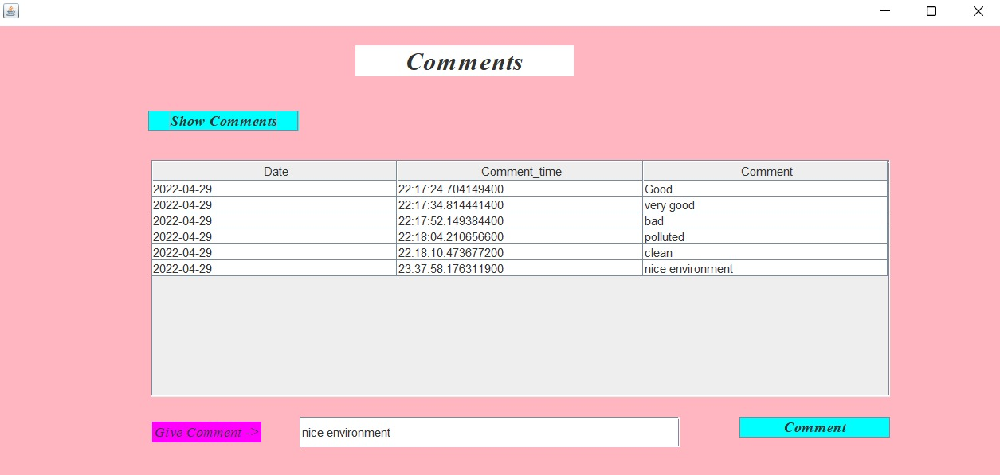 Comments
Show Comments
Date Comment_time Comment
2022-04-29 22:17:24.704149400 Good
2022-04-29 22:17:34.814441400 very good
2022-04-29 22:17:52.149384400 bad
2022-04-29 22:18:04.210656600 polluted
2022-04-29 22:18:10.473677200 clean
2022-04-29 23:37:58.176311900 nice environment
Give Comment -> nice environment Comment